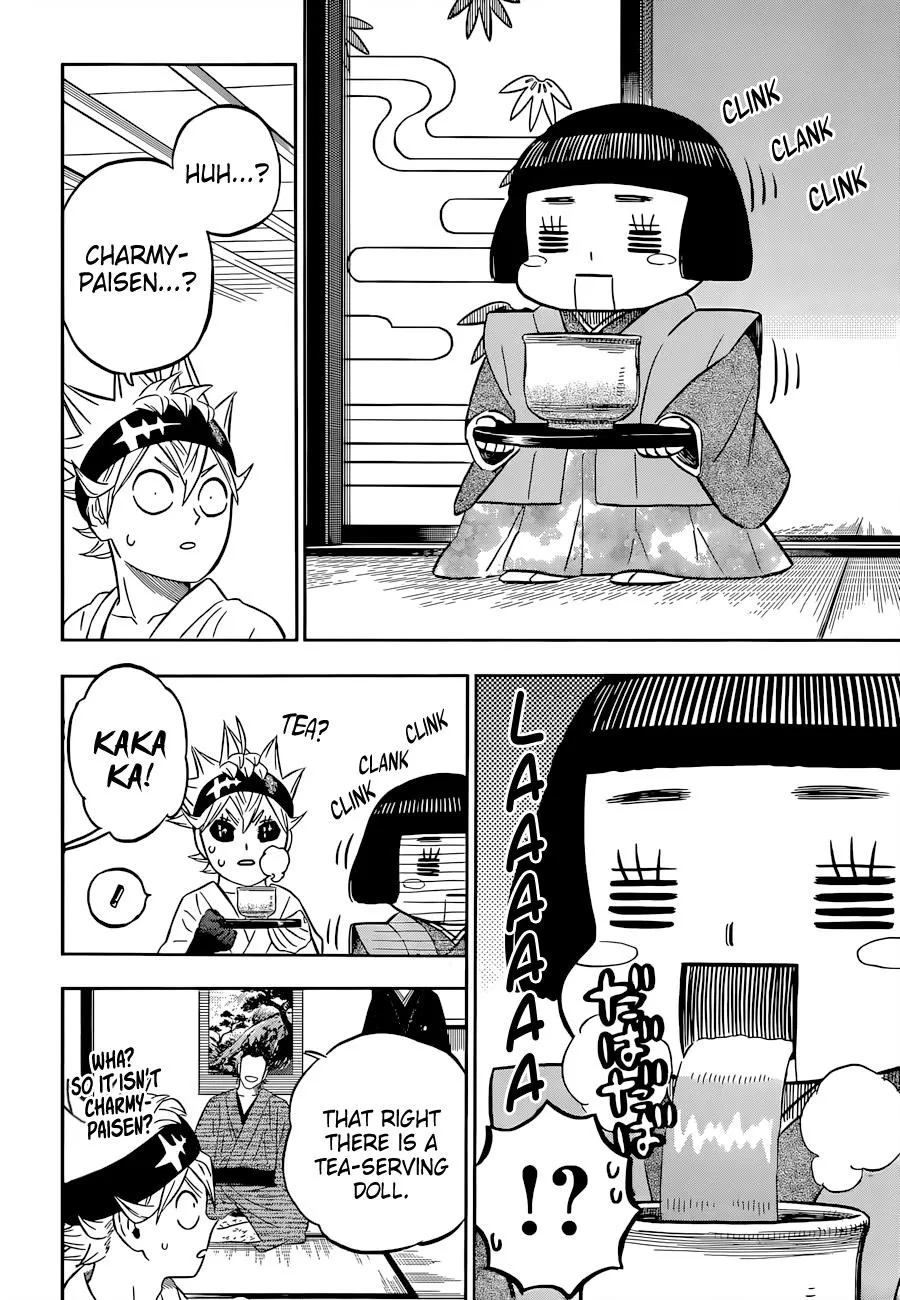 CLINK
CLANK
CLINK
HUH...?
CHARMY-
PAISEN...?
LAAAAAA
だばだば
!?
CLINK
CLANK
CLINK
TEA?
KAKA
KA!
!
THAT RIGHT
THERE IS A
TEA-SERVING
DOLL.
WHA?
SO IT ISN'T
CHARMY-
PAISEN?